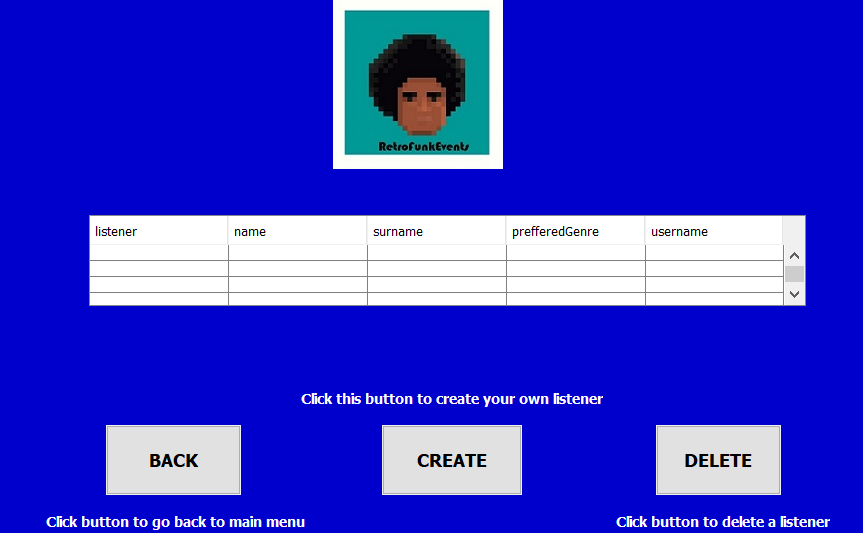 RetroFunkEvents
listener name surname prefferedGenre username
Click this button to create your own listener
BACK CREATE DELETE
Click button to go back to main menu Click button to delete a listener